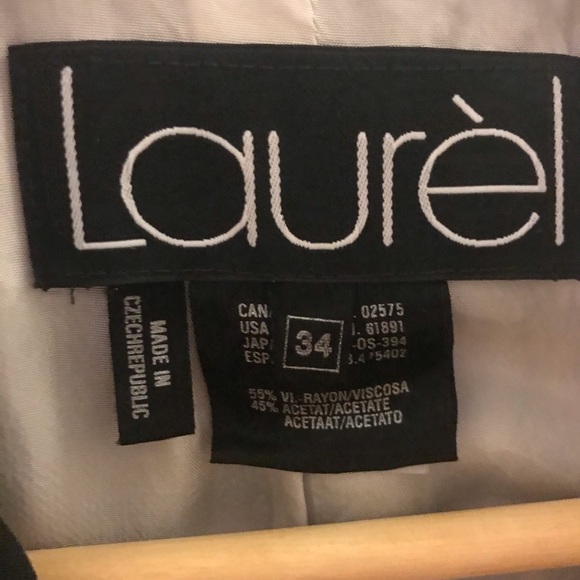 Laurèl
MADE IN
CZECHREPUBLIC
CAN. . 02575
USA . 61891
JAP -OS-394
ESP.
34
55% VI.-RAYON/VISCOSA
45% ACETAT/ACETATE
ACETAAT/ACETATO